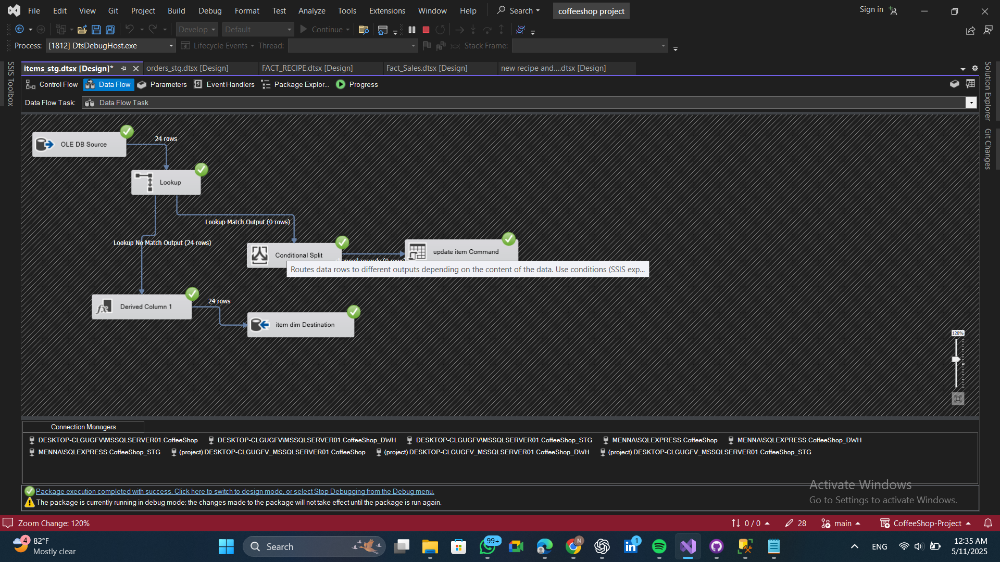 File Edit View Git Project Build Debug Format Test Analyze Tools Extensions Window Help Search coffeeshop project Sign in
Develop Default Continue
Process: [1812] DtsDebugHost.exe Lifecycle Events Thread: Stack Frame:
SSIS Toolbox
items_stg.dtsx [Design]* orders_stg.dtsx [Design] FACT_RECIPE.dtsx [Design] Fact_Sales.dtsx [Design] new recipe and....dtsx [Design]
Control Flow Data Flow Parameters Event Handlers Package Explor... Progress
Data Flow Task: Data Flow Task
Solution Explorer
Git Changes
OLE DB Source
24 rows
Lookup
Lookup Match Output (0 rows)
Lookup No Match Output (24 rows)
Conditional Split
update item Command
Routes data rows to different outputs depending on the content of the data. Use conditions (SSIS exp...
Derived Column 1
24 rows
item dim Destination
120%
Connection Managers
DESKTOP-CLGUGFV\MSSQLSERVER01.CoffeeShop DESKTOP-CLGUGFV\MSSQLSERVER01.CoffeeShop_DWH DESKTOP-CLGUGFV\MSSQLSERVER01.CoffeeShop_STG MENNA\SQLEXPRESS.CoffeeShop MENNA\SQLEXPRESS.CoffeeShop_DWH
MENNA\SQLEXPRESS.CoffeeShop_STG (project) DESKTOP-CLGUGFV_MSSQLSERVER01.CoffeeShop (project) DESKTOP-CLGUGFV_MSSQLSERVER01.CoffeeShop_DWH (project) DESKTOP-CLGUGFV_MSSQLSERVER01.CoffeeShop_STG
Package execution completed with success. Click here to switch to design mode, or select Stop Debugging from the Debug menu.
The package is currently running in debug mode; the changes made to the package will not take effect until the package is run again.
Activate Windows
Go to Settings to activate Windows.
Zoom Change: 120% 0 / 0 28 main CoffeeShop-Project
4 82°F
Mostly clear
Search
99+
N
1
ENG
12:35 AM
5/11/2025